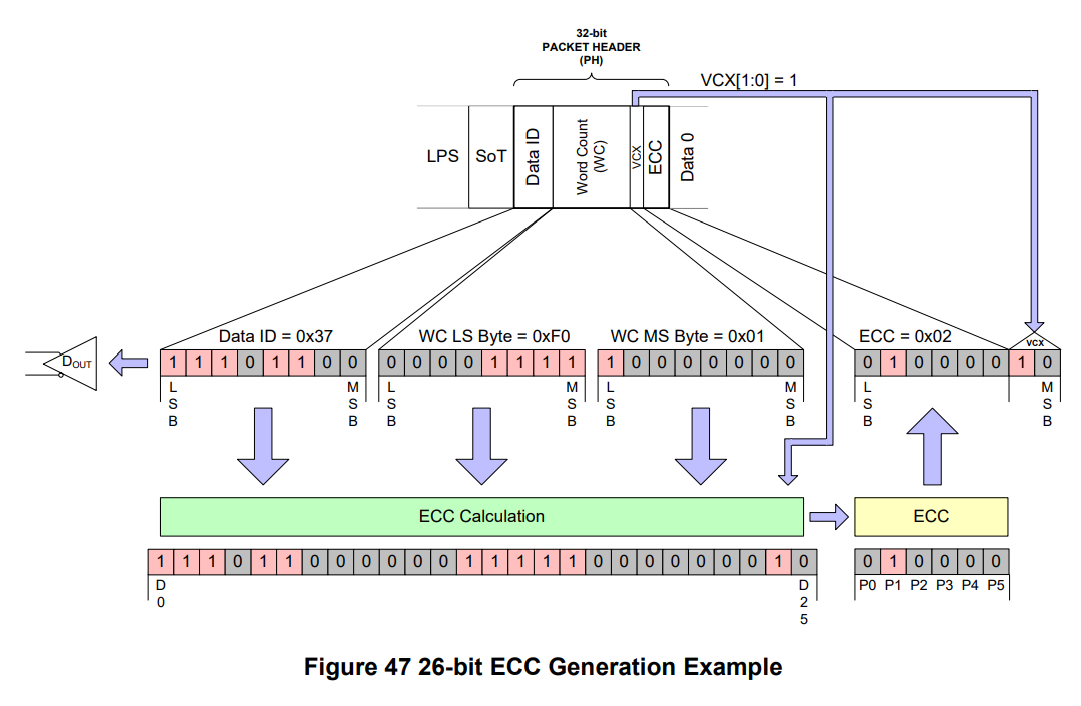 32-bit
PACKET HEADER
(PH)
VCX[1:0] = 1
LPS
SoT
Data ID
Word Count
(WC)
VCX
ECC
Data 0
Data ID = 0x37
WC LS Byte = 0xF0
WC MS Byte = 0x01
ECC = 0x02
VCX
DOUT
1 1 1 0 1 1 0 0
0 0 0 0 1 1 1 1
1 0 0 0 0 0 0 0
0 1 0 0 0 0 1 0
LSB
MSB
LSB
MSB
LSB
MSB
LSB
MSB
ECC Calculation
ECC
1 1 1 0 1 1 0 0 0 0 0 0 1 1 1 1 1 0 0 0 0 0 0 0 1 0
0 1 0 0 0 0
D0
D25
P0 P1 P2 P3 P4 P5
Figure 47 26-bit ECC Generation Example